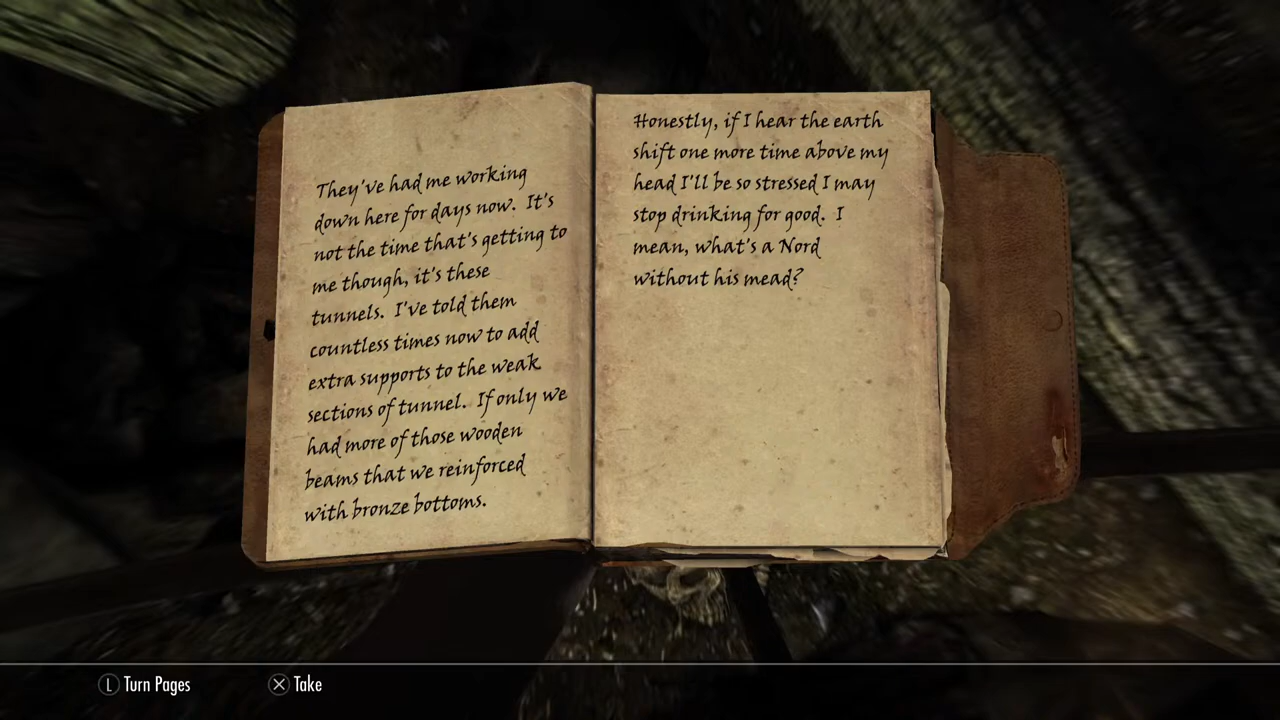 They've had me working
down here for days now.  It's
not the time that's getting to
me though, it's these
tunnels.  I've told them
countless times now to add
extra supports to the weak
sections of tunnel.  If only we
had more of those wooden
beams that we reinforced
with bronze bottoms.
Honestly, if I hear the earth
shift one more time above my
head I'll be so stressed I may
stop drinking for good.  I
mean, what's a Nord
without his mead?
L Turn Pages
X Take